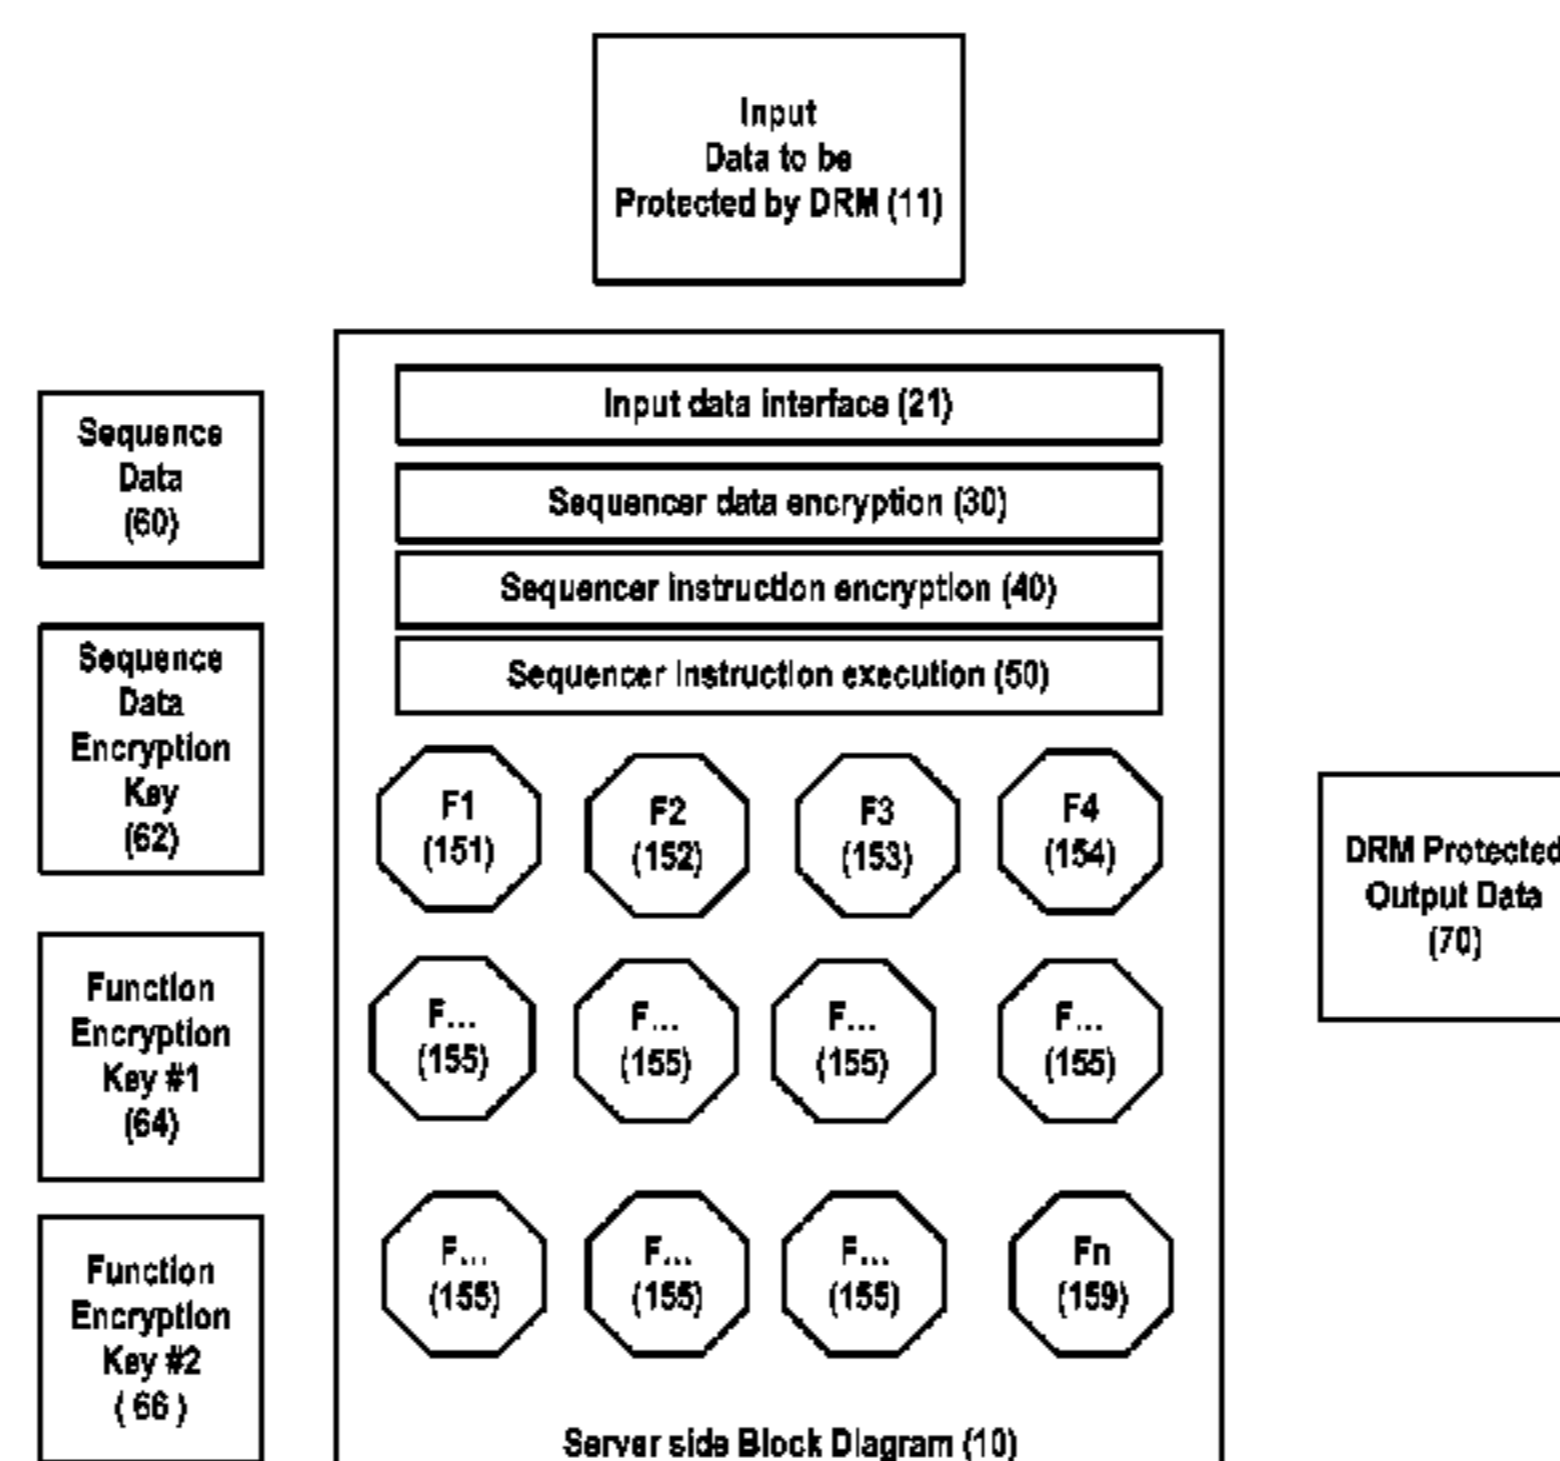 Input
Data to be
Protected by DRM (11)
Input data interface (21)
Sequencer data encryption (30)
Sequencer instruction encryption (40)
Sequencer Instruction execution (50)
Sequence
Data
(60)
Sequence
Data
Encryption
Key
(62)
Function
Encryption
Key #1
(64)
Function
Encryption
Key #2
( 66 )
F1
(151)
F2
(152)
F3
(153)
F4
(154)
F...
(155)
F...
(155)
F...
(155)
F...
(155)
F...
(155)
F...
(155)
F...
(155)
Fn
(159)
Server side Block Diagram (10)
DRM Protected
Output Data
(70)